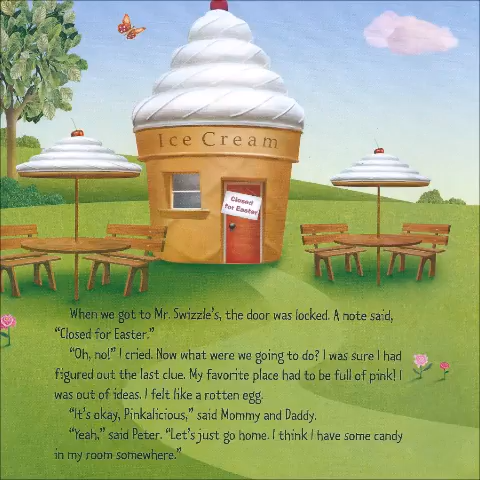 Ice Cream
Closed
for Easter
When we got to Mr. Swizzle's, the door was locked. A note said,
"Closed for Easter."
"Oh, no!" I cried. Now what were we going to do? I was sure I had
figured out the last clue. My favorite place had to be full of pink! I
was out of ideas. I felt like a rotten egg.
"It's okay, Pinkalicious," said Mommy and Daddy.
"Yeah," said Peter. "Let's just go home. I think I have some candy
in my room somewhere."